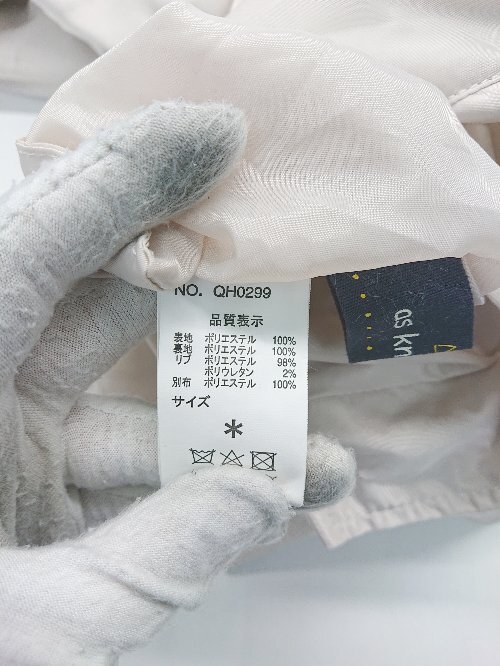 NO. QH0299
品質表示
表地 ポリエステル 100%
裏地 ポリエステル 100%
リブ ポリエステル 98%
ポリウレタン 2%
別布 ポリエステル 100%
サイズ
*
as kn